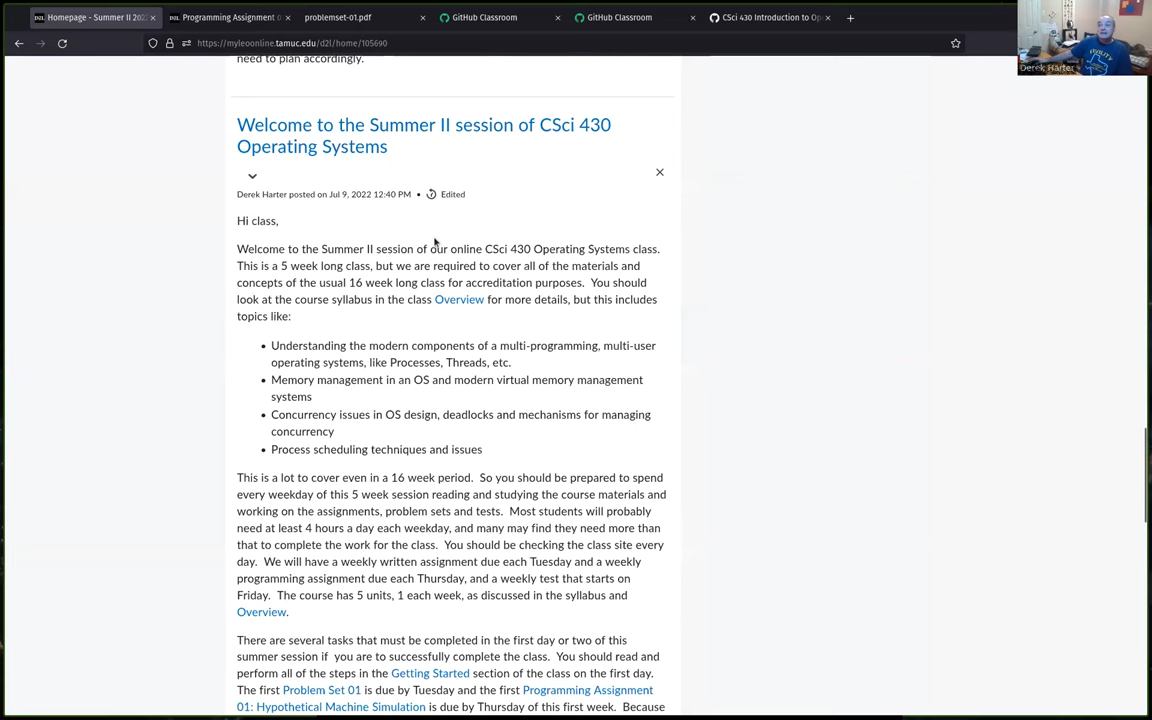 Homepage - Summer II 202
Programming Assignment 0
problemset-01.pdf
GitHub Classroom
GitHub Classroom
CSci 430 Introduction to Op
https://myleoonline.tamuc.edu/d2l/home/105690
Derek Harter
need to plan accordingly.
Welcome to the Summer II session of CSci 430
Operating Systems
Derek Harter posted on Jul 9, 2022 12:40 PM • Edited
Hi class,
Welcome to the Summer II session of our online CSci 430 Operating Systems class.
This is a 5 week long class, but we are required to cover all of the materials and
concepts of the usual 16 week long class for accreditation purposes. You should
look at the course syllabus in the class Overview for more details, but this includes
topics like:
• Understanding the modern components of a multi-programming, multi-user
operating systems, like Processes, Threads, etc.
• Memory management in an OS and modern virtual memory management
systems
• Concurrency issues in OS design, deadlocks and mechanisms for managing
concurrency
• Process scheduling techniques and issues
This is a lot to cover even in a 16 week period. So you should be prepared to spend
every weekday of this 5 week session reading and studying the course materials and
working on the assignments, problem sets and tests. Most students will probably
need at least 4 hours a day each weekday, and many may find they need more than
that to complete the work for the class. You should be checking the class site every
day. We will have a weekly written assignment due each Tuesday and a weekly
programming assignment due each Thursday, and a weekly test that starts on
Friday. The course has 5 units, 1 each week, as discussed in the syllabus and
Overview.
There are several tasks that must be completed in the first day or two of this
summer session if you are to successfully complete the class. You should read and
perform all of the steps in the Getting Started section of the class on the first day.
The first Problem Set 01 is due by Tuesday and the first Programming Assignment
01: Hypothetical Machine Simulation is due by Thursday of this first week. Because